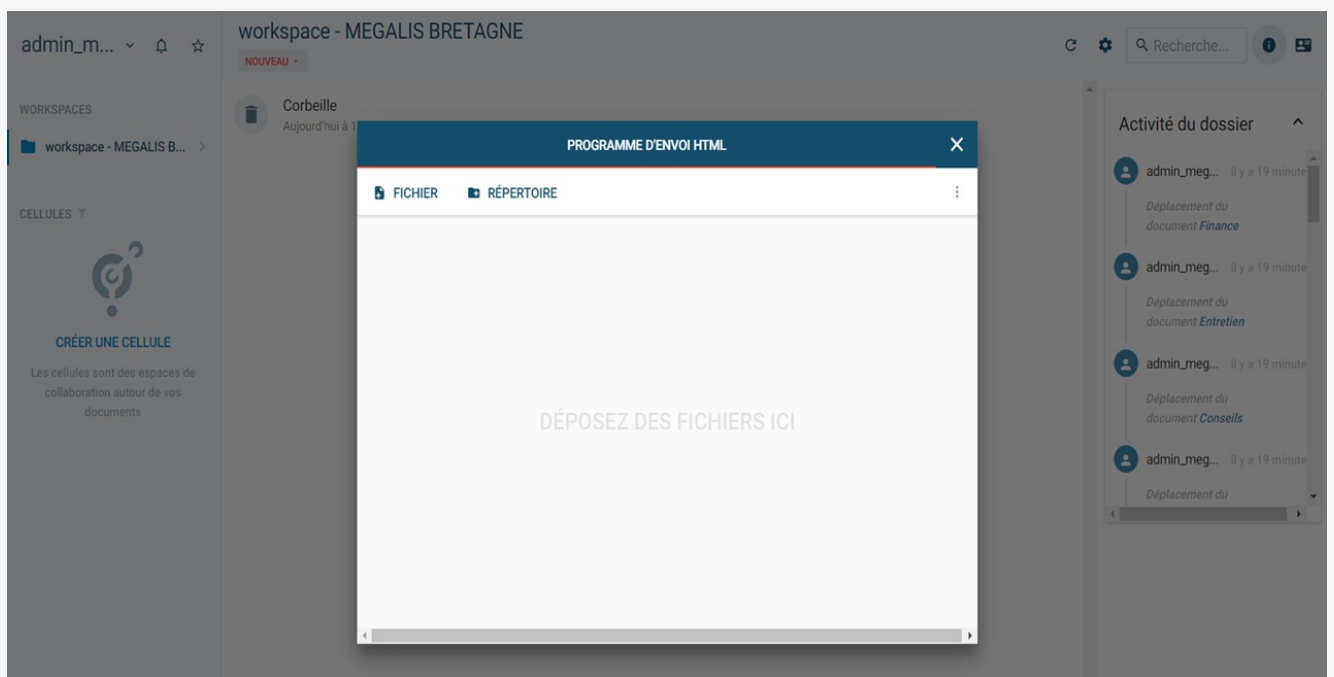 admin_m...
workspace - MEGALIS BRETAGNE
NOUVEAU
Recherche...
WORKSPACES
workspace - MEGALIS B...
CELLULES
CRÉER UNE CELLULE
Les cellules sont des espaces de
collaboration autour de vos
documents
Corbeille
Aujourd'hui à 1
PROGRAMME D'ENVOI HTML
FICHIER
RÉPERTOIRE
DÉPOSEZ DES FICHIERS ICI
Activité du dossier
admin_meg... il y a 19 minute
Déplacement du
document Finance
admin_meg... il y a 19 minute
Déplacement du
document Entretien
admin_meg... il y a 19 minute
Déplacement du
document Conseils
admin_meg... il y a 19 minute
Déplacement du